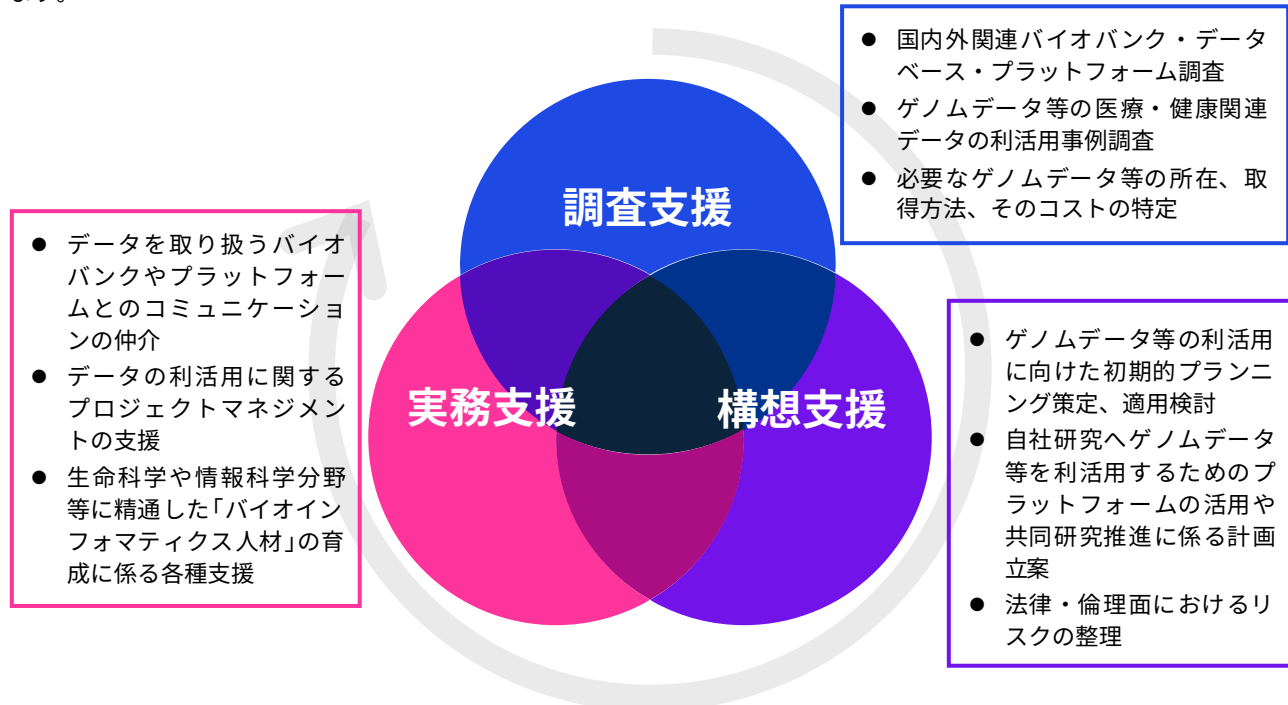 ます。
調査支援
実務支援
構想支援
● 国内外関連バイオバンク・データ
ベース・プラットフォーム調査
● ゲノムデータ等の医療・健康関連
データの利活用事例調査
● 必要なゲノムデータ等の所在、取
得方法、そのコストの特定
● データを取り扱うバイオ
バンクやプラットフォー
ムとのコミュニケーショ
ンの仲介
● データの利活用に関する
プロジェクトマネジメン
トの支援
● 生命科学や情報科学分野
等に精通した「バイオイン
フォマティクス人材」の育
成に係る各種支援
● ゲノムデータ等の利活用
に向けた初期的プランニ
ング策定、適用検討
● 自社研究へゲノムデータ
等を利活用するためのプ
ラットフォームの活用や
共同研究推進に係る計画
立案
● 法律・倫理面におけるリ
スクの整理